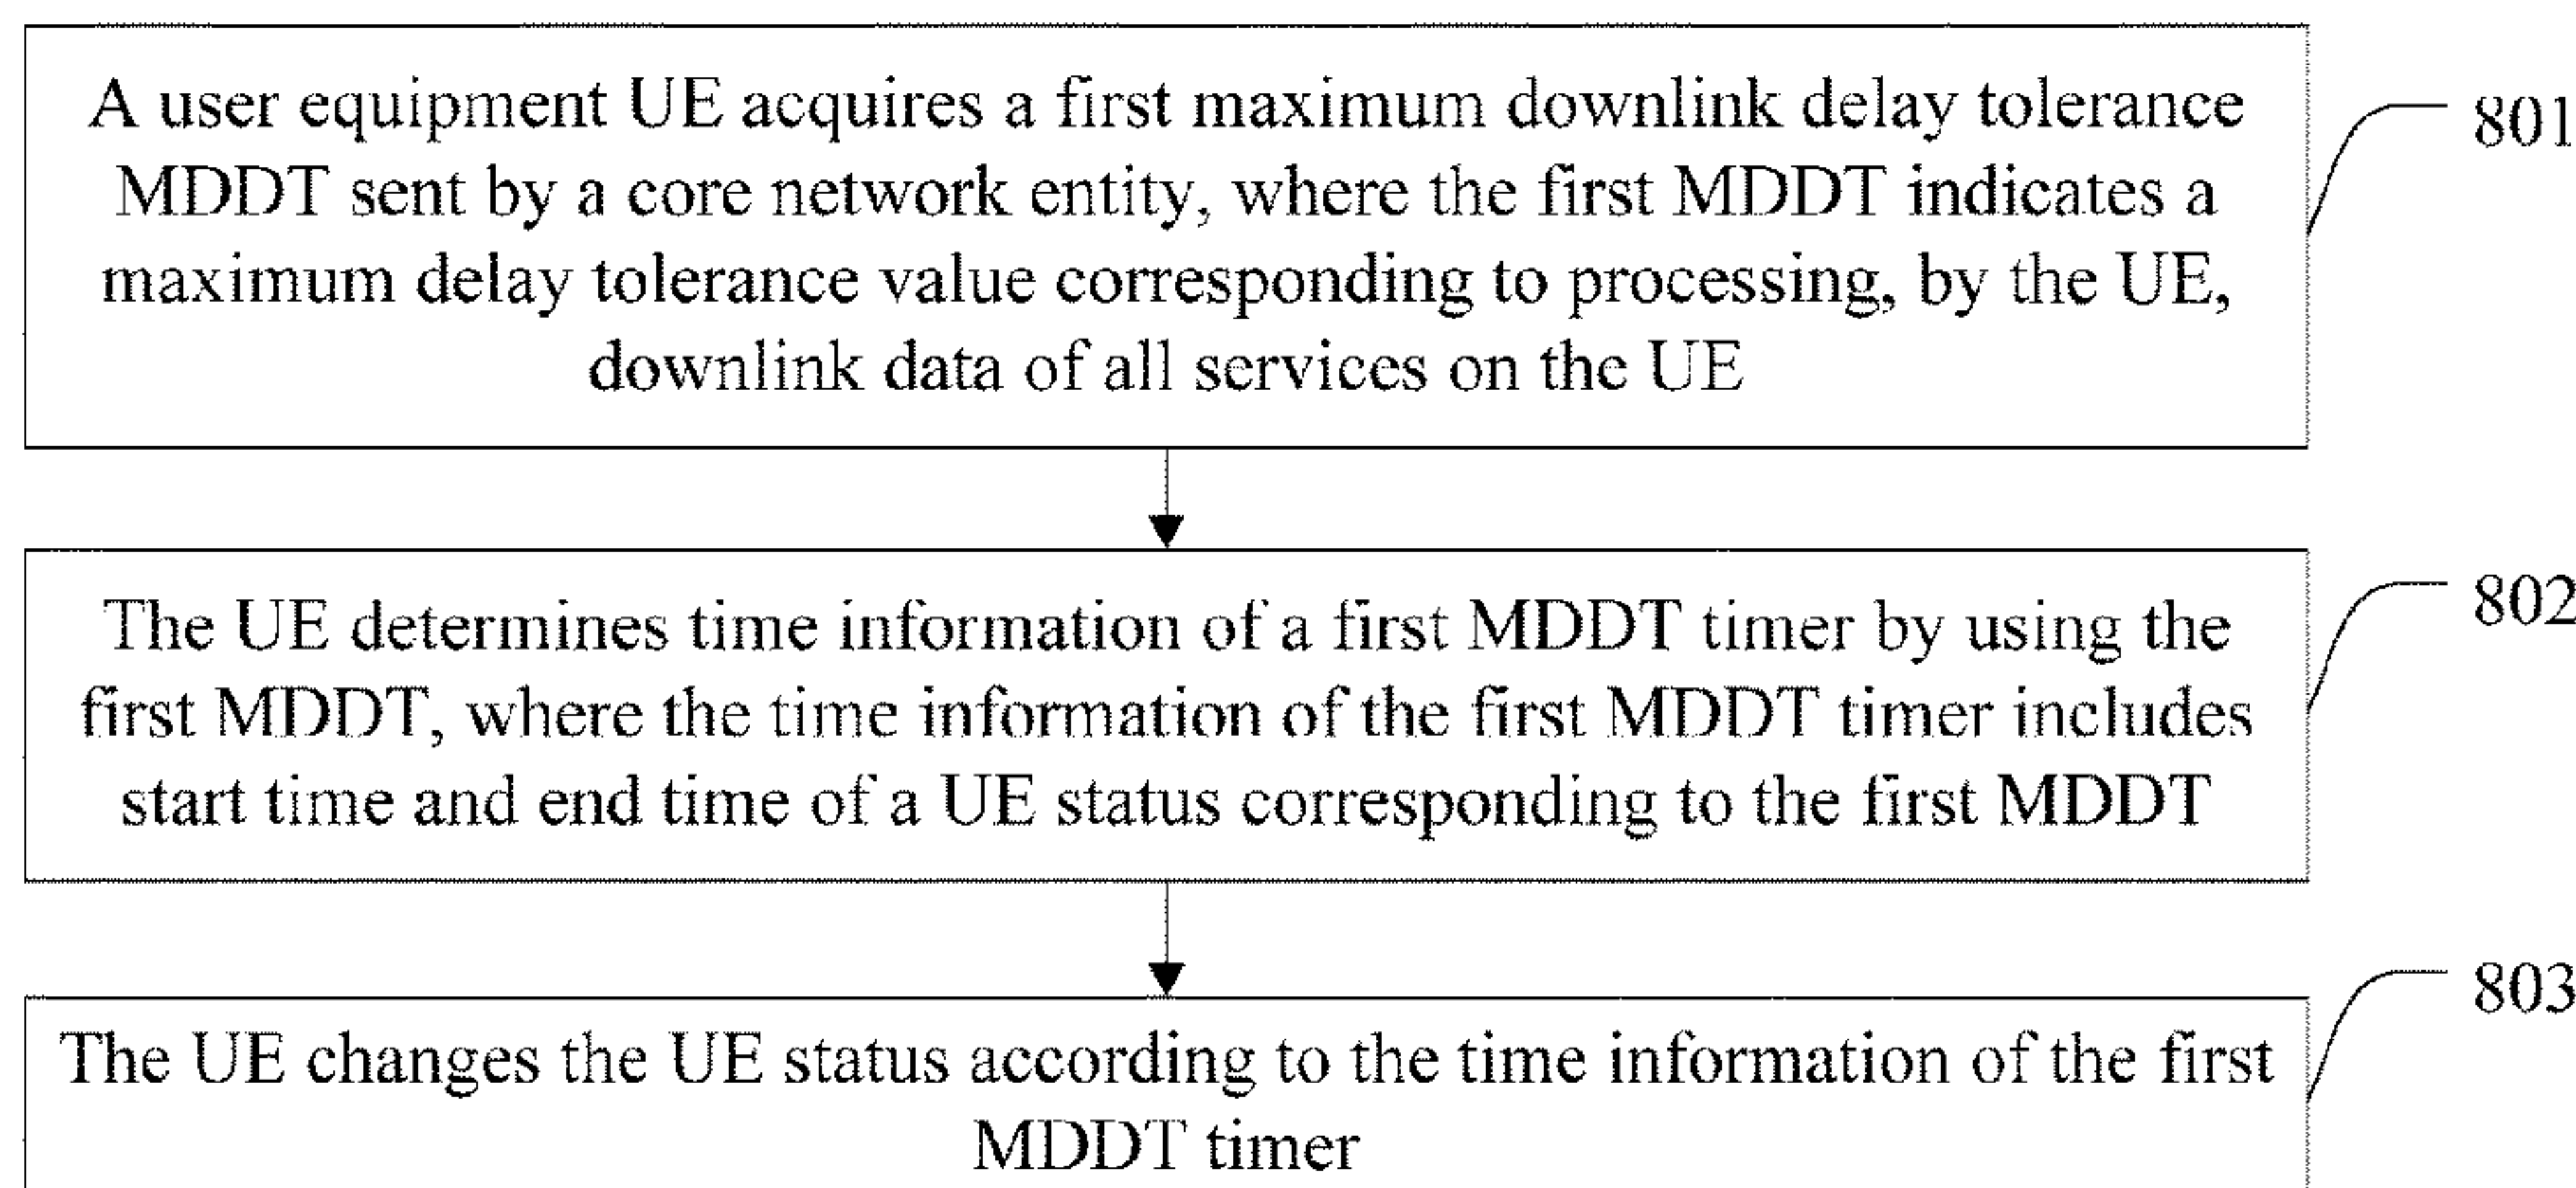 A user equipment UE acquires a first maximum downlink delay tolerance
MDDT sent by a core network entity, where the first MDDT indicates a
maximum delay tolerance value corresponding to processing, by the UE,
downlink data of all services on the UE
801
The UE determines time information of a first MDDT timer by using the
first MDDT, where the time information of the first MDDT timer includes
start time and end time of a UE status corresponding to the first MDDT
802
The UE changes the UE status according to the time information of the first
MDDT timer
803